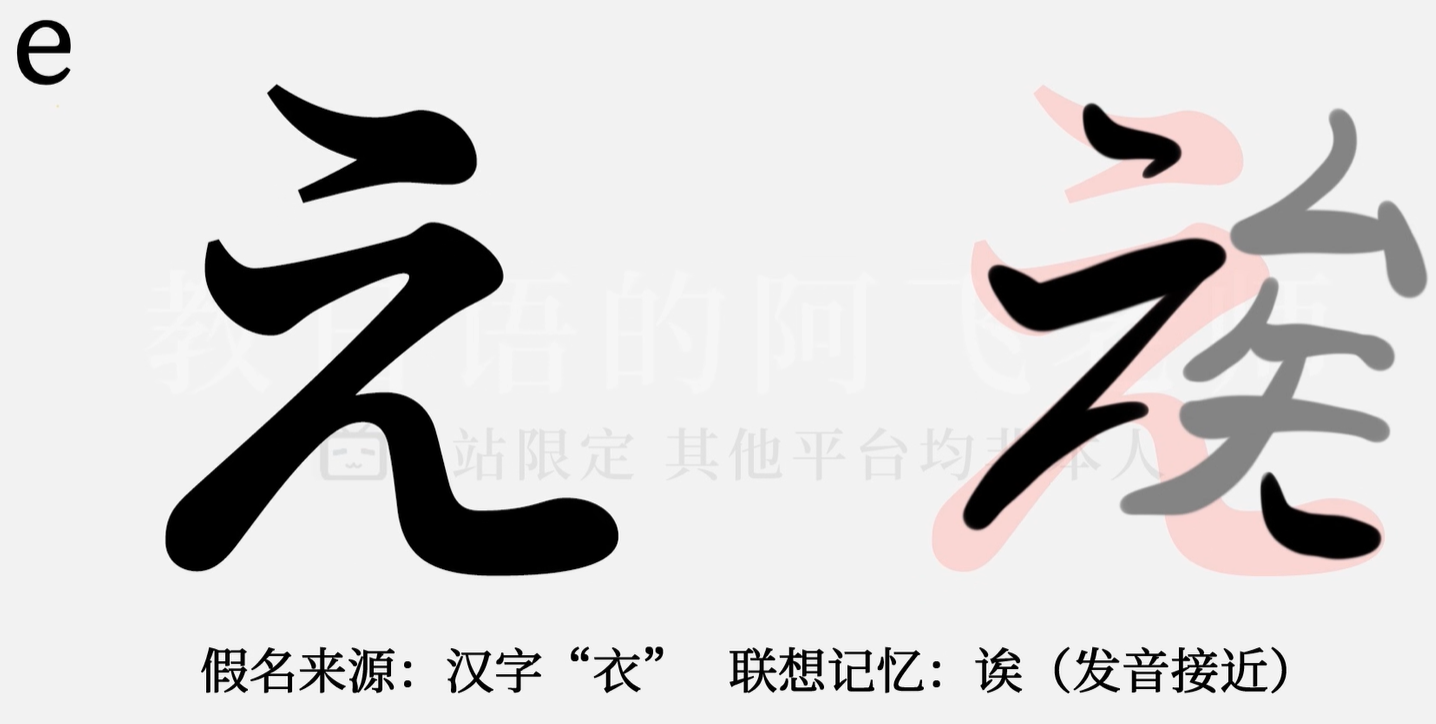 e
え 诶
教日语的阿飞老师
B站限定 其他平台均非本人
假名来源：汉字“衣” 联想记忆：诶（发音接近）